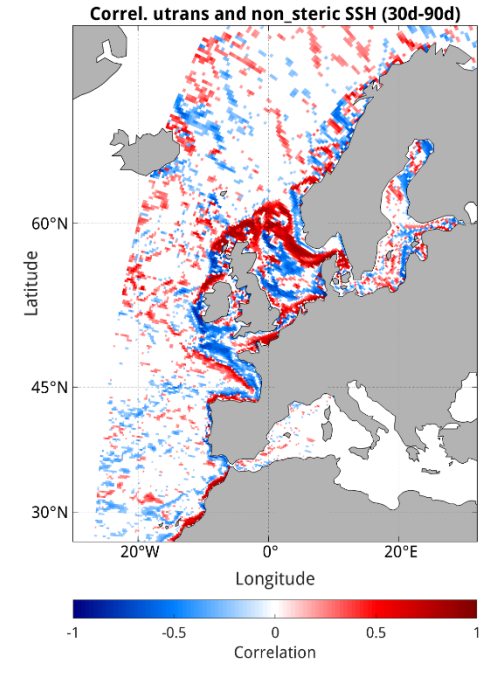 Correl. utrans and non_steric SSH (30d-90d)
60°N
45°N
30°N
Latitude
20°W
0°
20°E
Longitude
-1
-0.5
0
0.5
1
Correlation